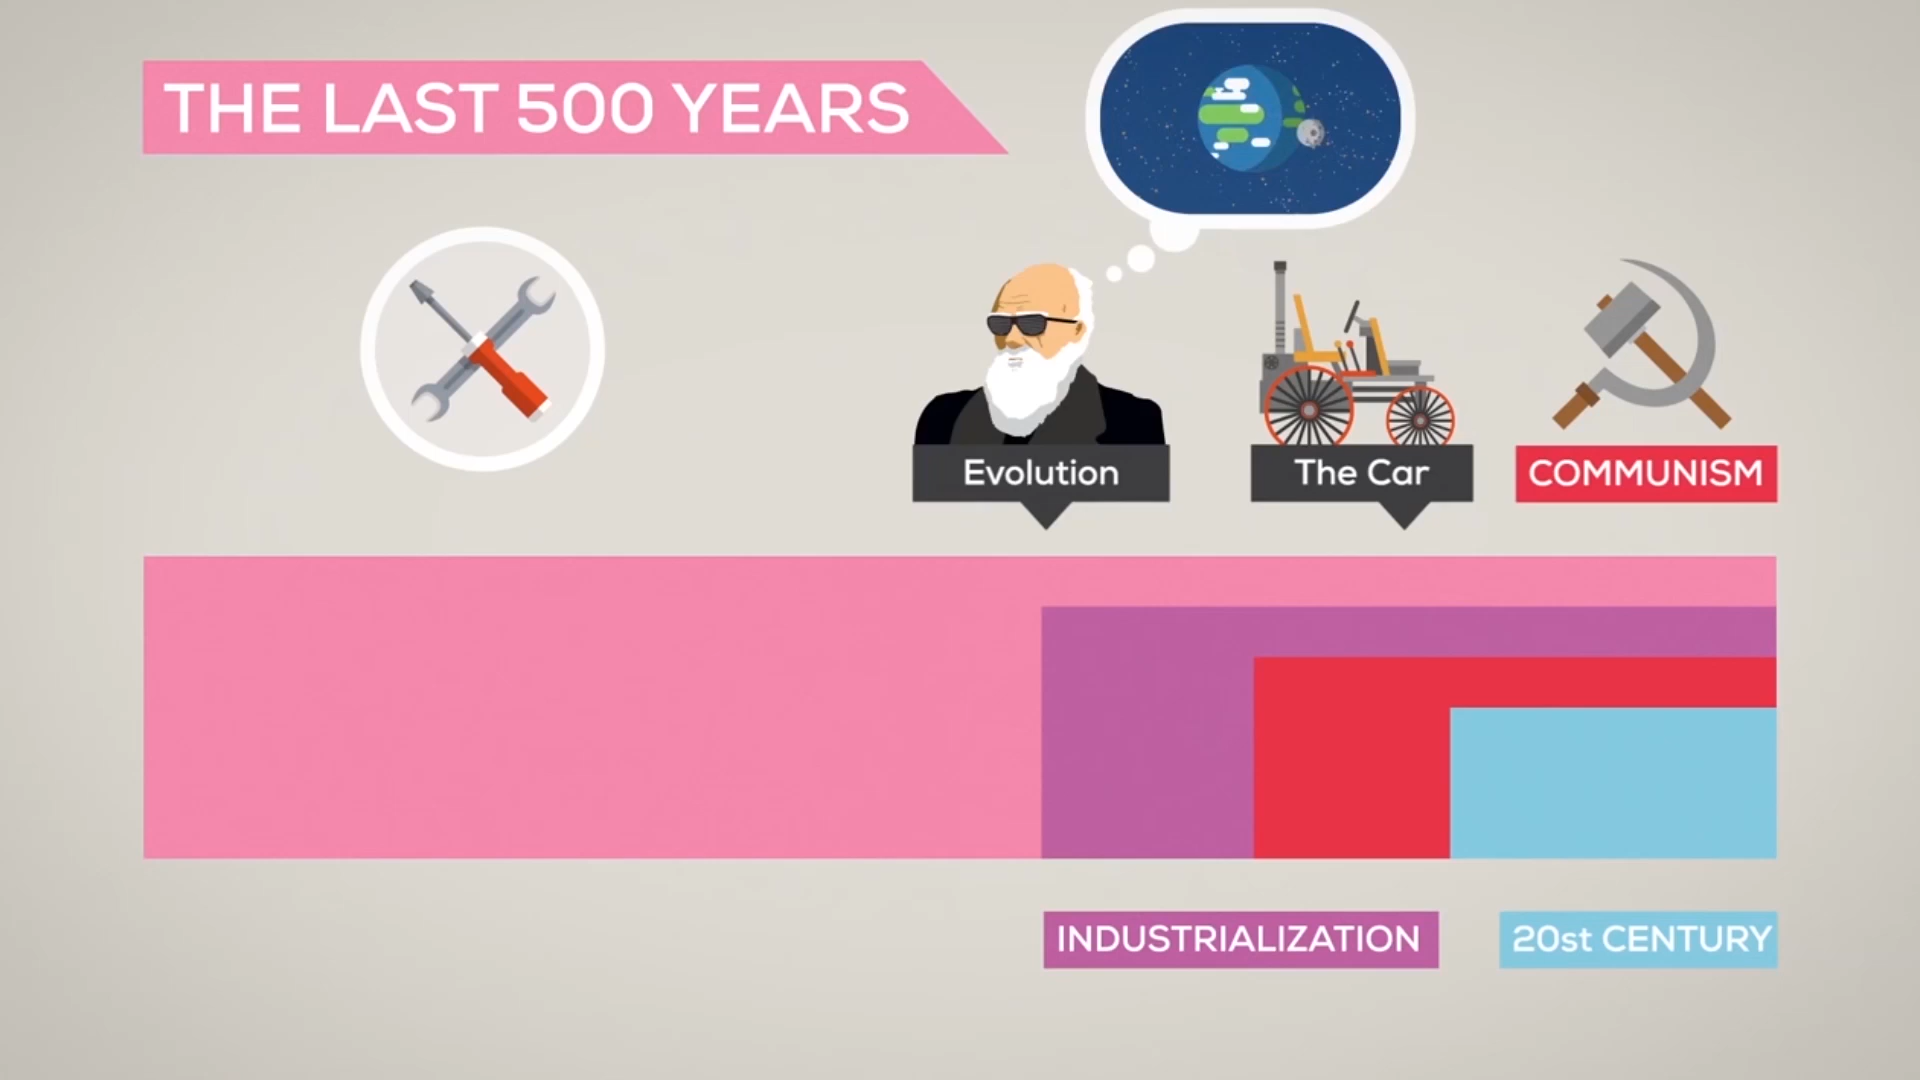 THE LAST 500 YEARS
Evolution
The Car
COMMUNISM
INDUSTRIALIZATION
20st CENTURY